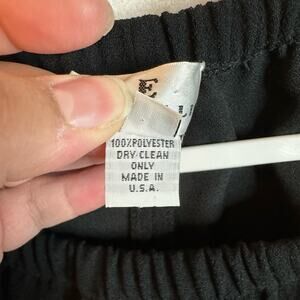 100%POLYESTER
DRY CLEAN
ONLY
MADE IN
U.S.A.